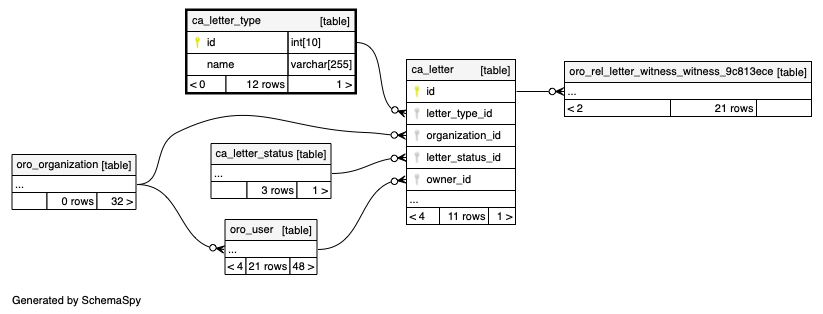 ca_letter_type [table]
id int[10]
name varchar[255]
< 0 12 rows 1 >
ca_letter [table]
id
letter_type_id
organization_id
letter_status_id
owner_id
...
< 4 11 rows 1 >
oro_rel_letter_witness_witness_9c813ece [table]
...
< 2 21 rows
oro_organization [table]
...
0 rows 32 >
ca_letter_status [table]
...
3 rows 1 >
oro_user [table]
...
< 4 21 rows 48 >
Generated by SchemaSpy